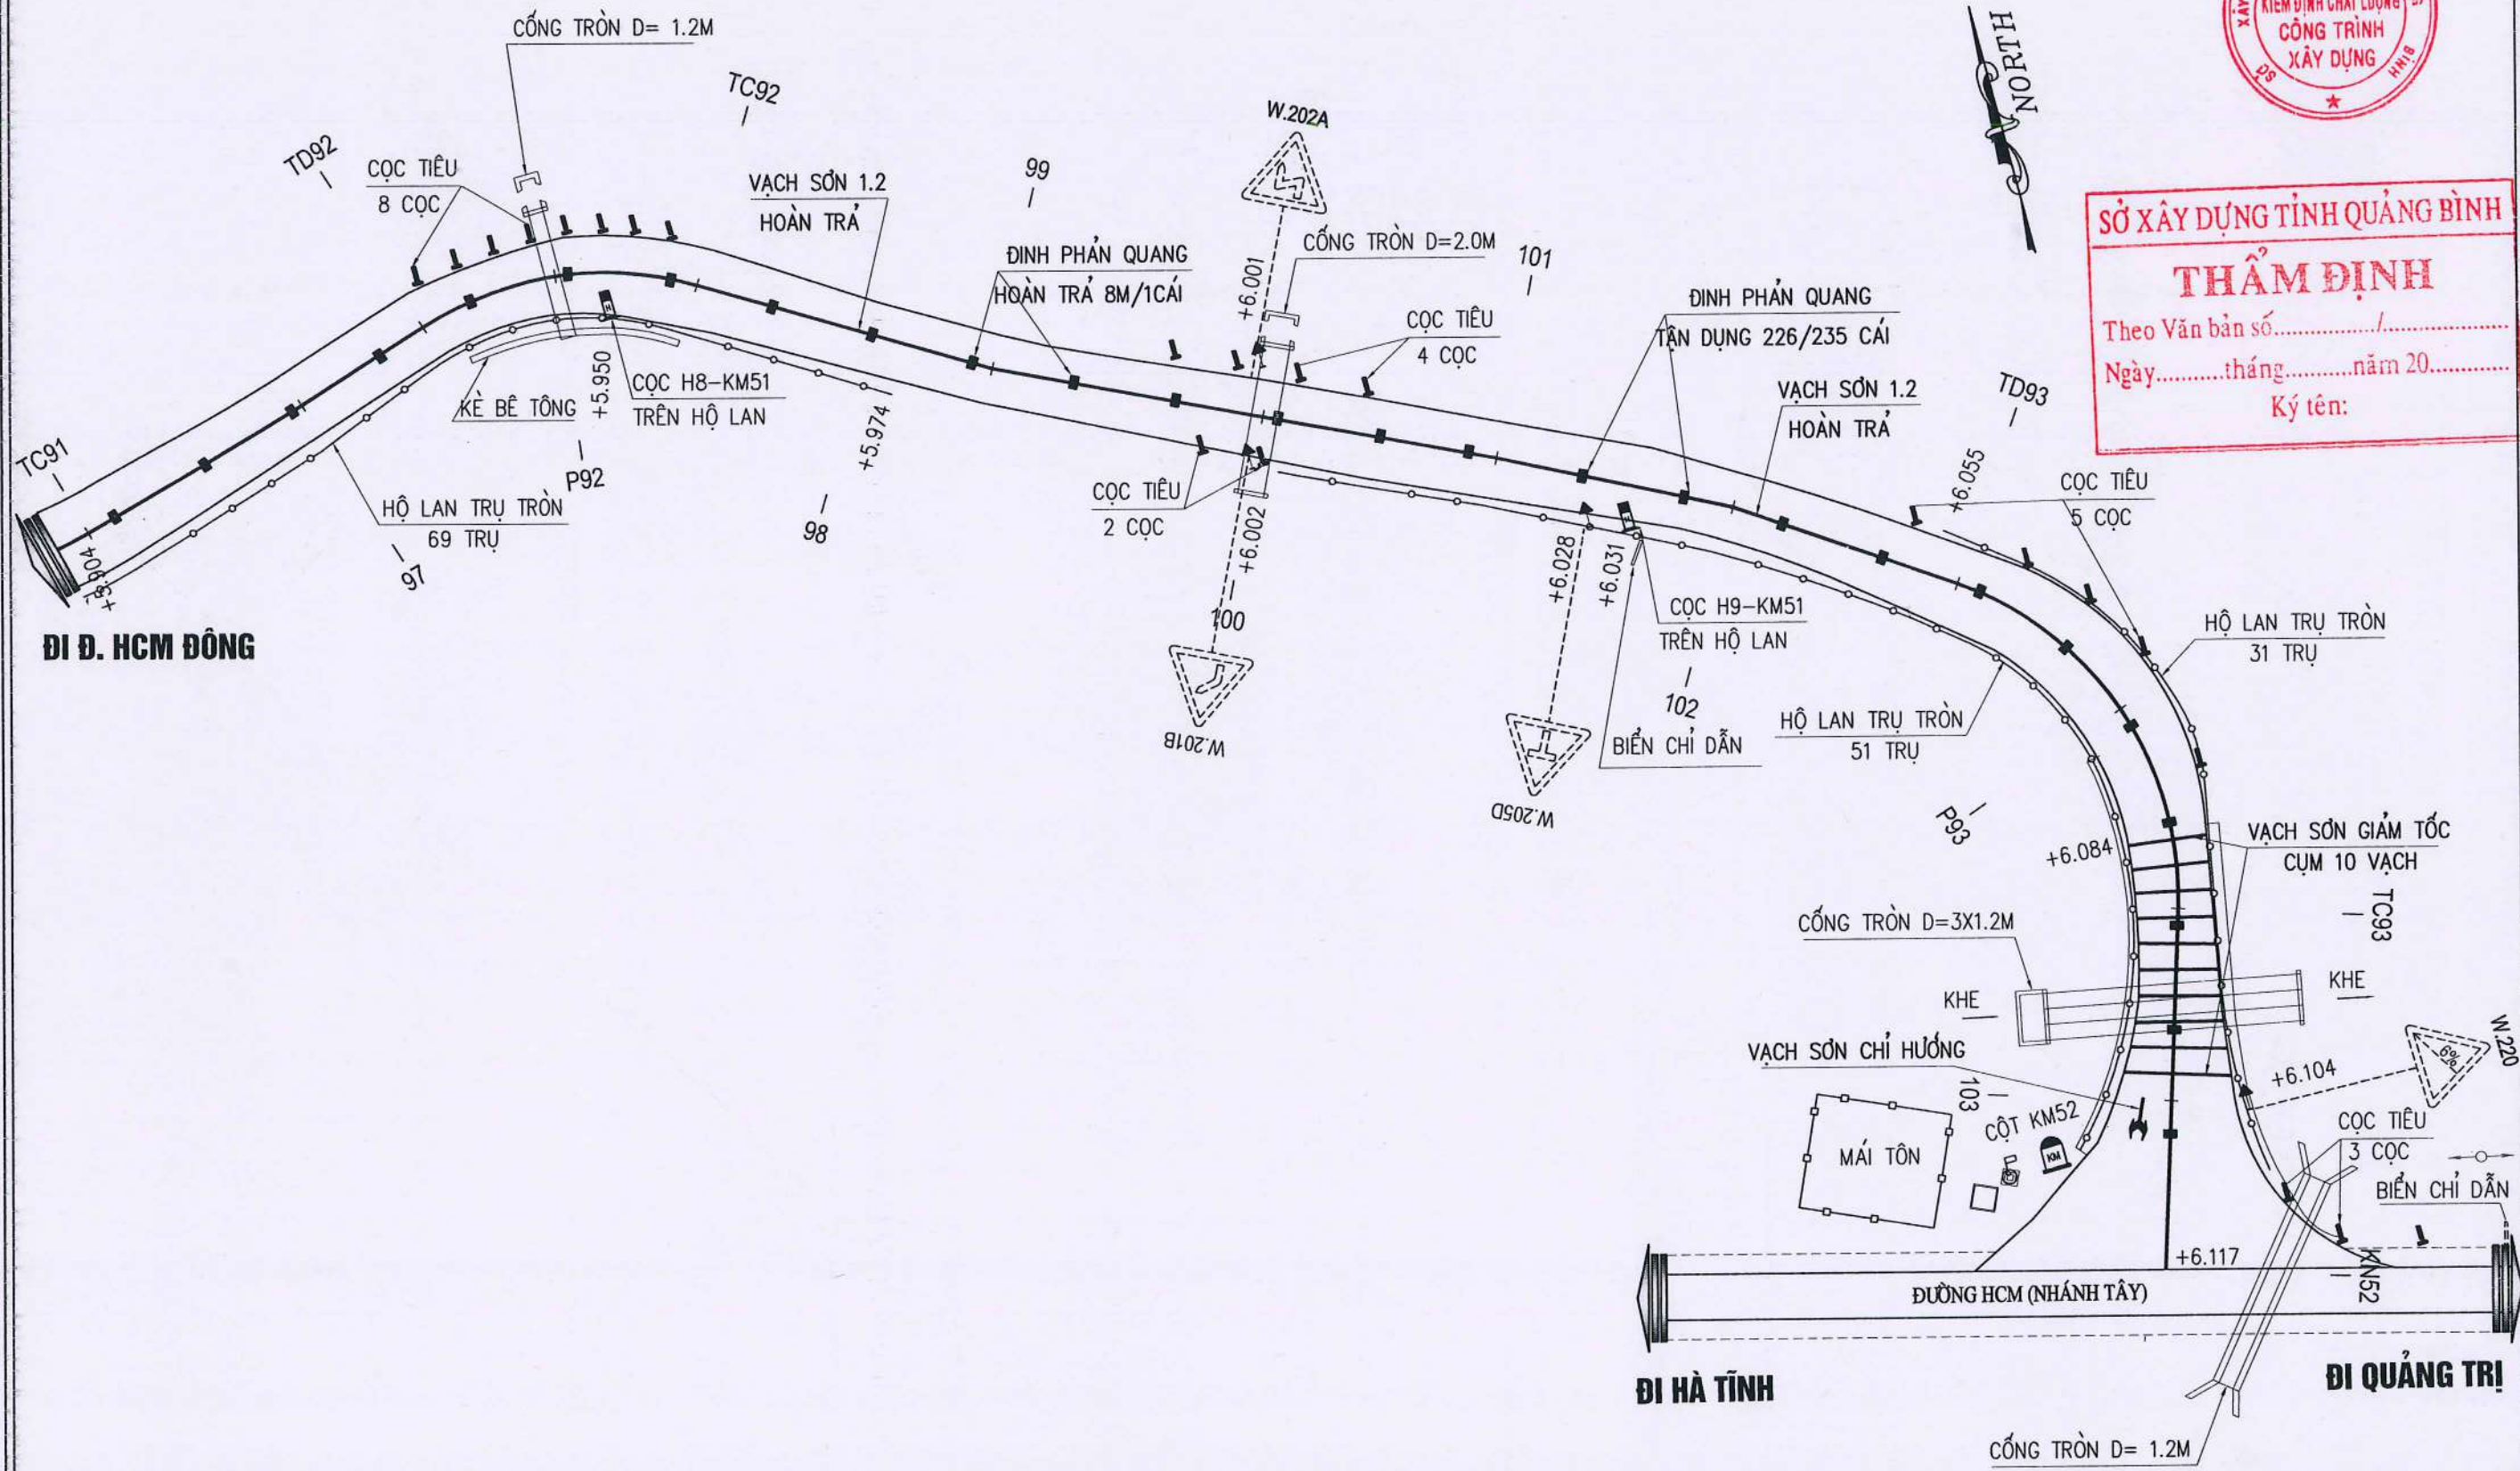 CỐNG TRÒN D= 1.2M
TC92
TD92
CỌC TIÊU
8 CỌC
VẠCH SƠN 1.2
HOÀN TRẢ
99
W.202A
NORTH
KIỂM ĐỊNH CHẤT LƯỢNG
CÔNG TRÌNH
XÂY DỰNG
SỞ XÂY DỰNG TỈNH QUẢNG BÌNH
THẨM ĐỊNH
Theo Văn bản số................/..................
Ngày..........tháng..........năm 20............
Ký tên:
ĐINH PHẢN QUANG
HOÀN TRẢ 8M/1CÁI
+6.001
CỐNG TRÒN D=2.0M
101
CỌC TIÊU
4 CỌC
ĐINH PHẢN QUANG
TẬN DỤNG 226/235 CÁI
VẠCH SƠN 1.2
HOÀN TRẢ
TD93
TC91
KÈ BÊ TÔNG
+5.950
CỌC H8-KM51
TRÊN HỘ LAN
+5.974
P92
98
HỘ LAN TRỤ TRÒN
69 TRỤ
97
+5.904
ĐI Đ. HCM ĐÔNG
CỌC TIÊU
2 CỌC
+6.002
100
W.201B
+6.028
+6.031
CỌC H9-KM51
TRÊN HỘ LAN
102
BIỂN CHỈ DẪN
W.205D
+6.055
CỌC TIÊU
5 CỌC
HỘ LAN TRỤ TRÒN
31 TRỤ
HỘ LAN TRỤ TRÒN
51 TRỤ
P93
+6.084
VẠCH SƠN GIẢM TỐC
CỤM 10 VẠCH
TC93
CỐNG TRÒN D=3X1.2M
KHE
KHE
VẠCH SƠN CHỈ HƯỚNG
103
W.220
6%
+6.104
MÁI TÔN
CỘT KM52
KM
CỌC TIÊU
3 CỌC
BIỂN CHỈ DẪN
+6.117
KN52
ĐƯỜNG HCM (NHÁNH TÂY)
ĐI HÀ TĨNH
ĐI QUẢNG TRỊ
CỐNG TRÒN D= 1.2M